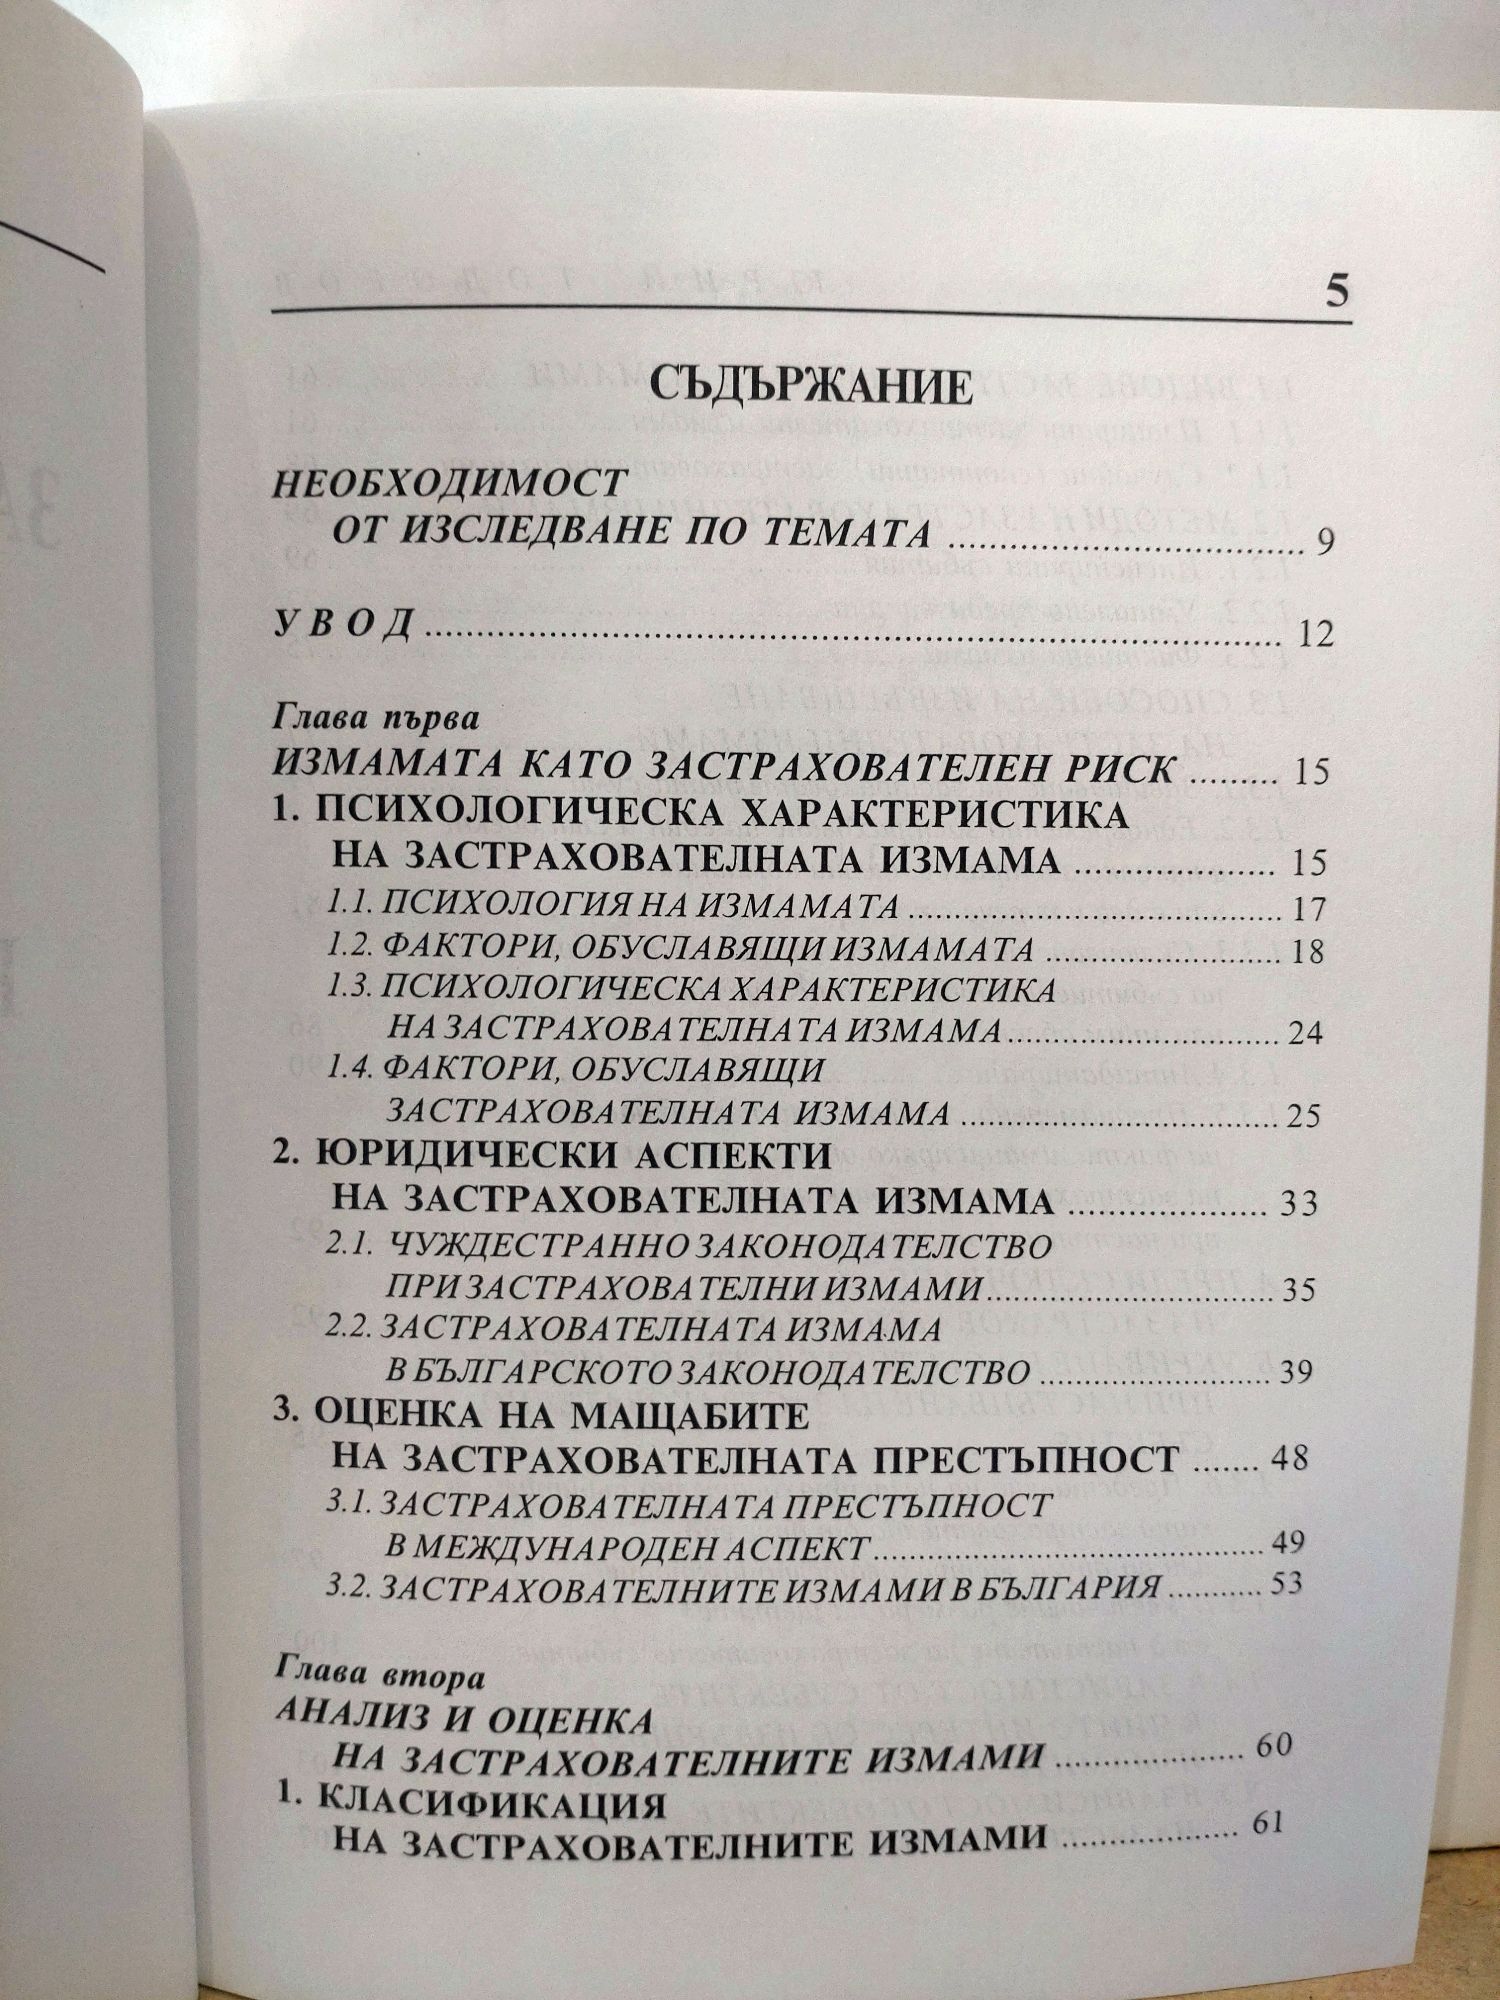 5
СЪДЪРЖАНИЕ
НЕОБХОДИМОСТ
ОТ ИЗСЛЕДВАНЕ ПО ТЕМАТА ................................... 9
У В О Д .................................................................................... 12
Глава първа
ИЗМАМАТА КАТО ЗАСТРАХОВАТЕЛЕН РИСК ......... 15
1. ПСИХОЛОГИЧЕСКА ХАРАКТЕРИСТИКА
НА ЗАСТРАХОВАТЕЛНАТА ИЗМАМА .................... 15
1.1. ПСИХОЛОГИЯ НА ИЗМАМАТА ..................................... 17
1.2. ФАКТОРИ, ОБУСЛАВЯЩИ ИЗМАМАТА ....................... 18
1.3. ПСИХОЛОГИЧЕСКА ХАРАКТЕРИСТИКА
НА ЗАСТРАХОВАТЕЛНАТА ИЗМАМА ........................... 24
1.4. ФАКТОРИ, ОБУСЛАВЯЩИ
ЗАСТРАХОВАТЕЛНАТА ИЗМАМА ................................ 25
2. ЮРИДИЧЕСКИ АСПЕКТИ
НА ЗАСТРАХОВАТЕЛНАТА ИЗМАМА .................... 33
2.1. ЧУЖДЕСТРАННО ЗАКОНОДАТЕЛСТВО
ПРИ ЗАСТРАХОВАТЕЛНИ ИЗМАМИ ............................ 35
2.2. ЗАСТРАХОВАТЕЛНАТА ИЗМАМА
В БЪЛГАРСКОТО ЗАКОНОДАТЕЛСТВО ....................... 39
3. ОЦЕНКА НА МАЩАБИТЕ
НА ЗАСТРАХОВАТЕЛНАТА ПРЕСТЪПНОСТ ....... 48
3.1. ЗАСТРАХОВАТЕЛНАТА ПРЕСТЪПНОСТ
В МЕЖДУНАРОДЕН АСПЕКТ ....................................... 49
3.2. ЗАСТРАХОВАТЕЛНИТЕ ИЗМАМИ В БЪЛГАРИЯ ........... 53
Глава втора
АНАЛИЗ И ОЦЕНКА
НА ЗАСТРАХОВАТЕЛНИТЕ ИЗМАМИ ................... 60
1. КЛАСИФИКАЦИЯ
НА ЗАСТРАХОВАТЕЛНИТЕ ИЗМАМИ .................. 61